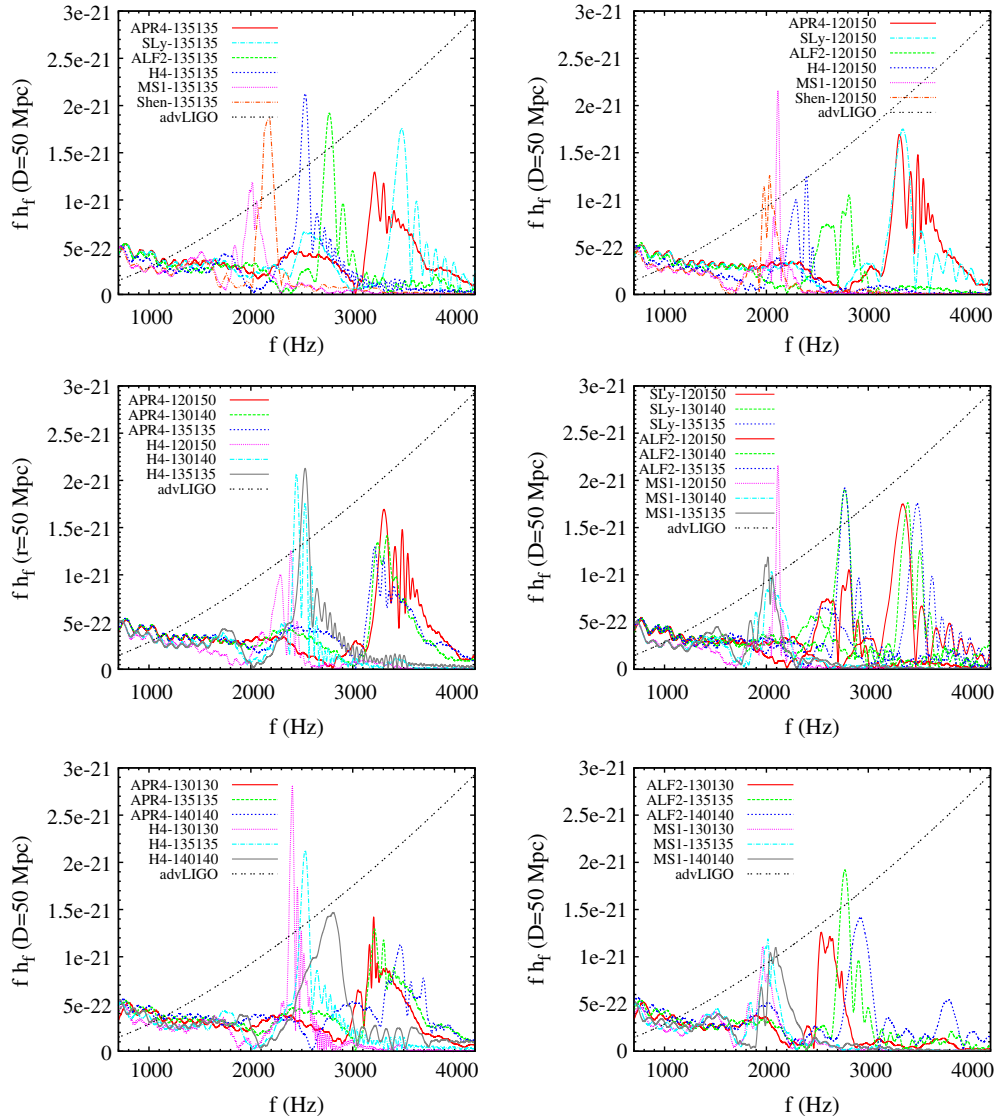 3e-21
2.5e-21
2e-21
1.5e-21
1e-21
5e-22
0
f h_f (D=50 Mpc)
APR4-135135
SLy-135135
ALF2-135135
H4-135135
MS1-135135
Shen-135135
advLIGO
1000 2000 3000 4000
f (Hz)
3e-21
2.5e-21
2e-21
1.5e-21
1e-21
5e-22
0
f h_f (D=50 Mpc)
APR4-120150
SLy-120150
ALF2-120150
H4-120150
MS1-120150
Shen-120150
advLIGO
1000 2000 3000 4000
f (Hz)
3e-21
2.5e-21
2e-21
1.5e-21
1e-21
5e-22
0
f h_f (r=50 Mpc)
APR4-120150
APR4-130140
APR4-135135
H4-120150
H4-130140
H4-135135
advLIGO
1000 2000 3000 4000
f (Hz)
3e-21
2.5e-21
2e-21
1.5e-21
1e-21
5e-22
0
f h_f (D=50 Mpc)
SLy-120150
SLy-130140
SLy-135135
ALF2-120150
ALF2-130140
ALF2-135135
MS1-120150
MS1-130140
MS1-135135
advLIGO
1000 2000 3000 4000
f (Hz)
3e-21
2.5e-21
2e-21
1.5e-21
1e-21
5e-22
0
f h_f (D=50 Mpc)
APR4-130130
APR4-135135
APR4-140140
H4-130130
H4-135135
H4-140140
advLIGO
1000 2000 3000 4000
f (Hz)
3e-21
2.5e-21
2e-21
1.5e-21
1e-21
5e-22
0
f h_f (D=50 Mpc)
ALF2-130130
ALF2-135135
ALF2-140140
MS1-130130
MS1-135135
MS1-140140
advLIGO
1000 2000 3000 4000
f (Hz)